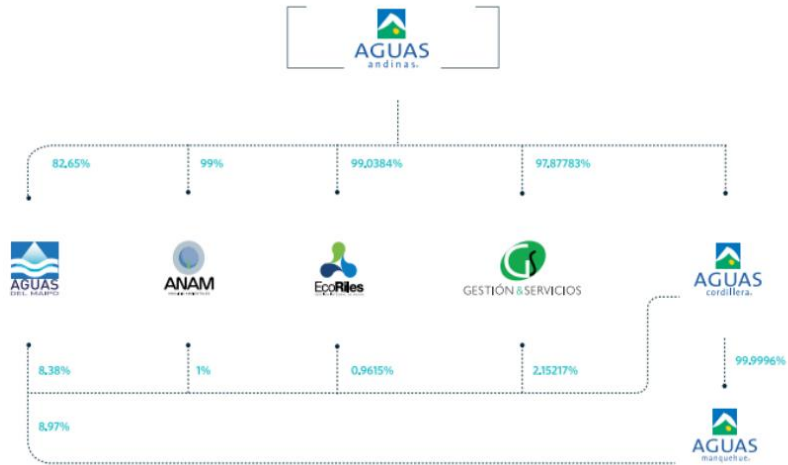 AGUAS
andinas.
82,65%
99%
99,0384%
97,87783%
AGUAS
DEL MAIPO
ANAM
EcoRiles
GS
GESTIÓN & SERVICIOS
AGUAS
cordillera.
8,38%
1%
0,9615%
2,15217%
99,9996%
8,97%
AGUAS
manquehue.